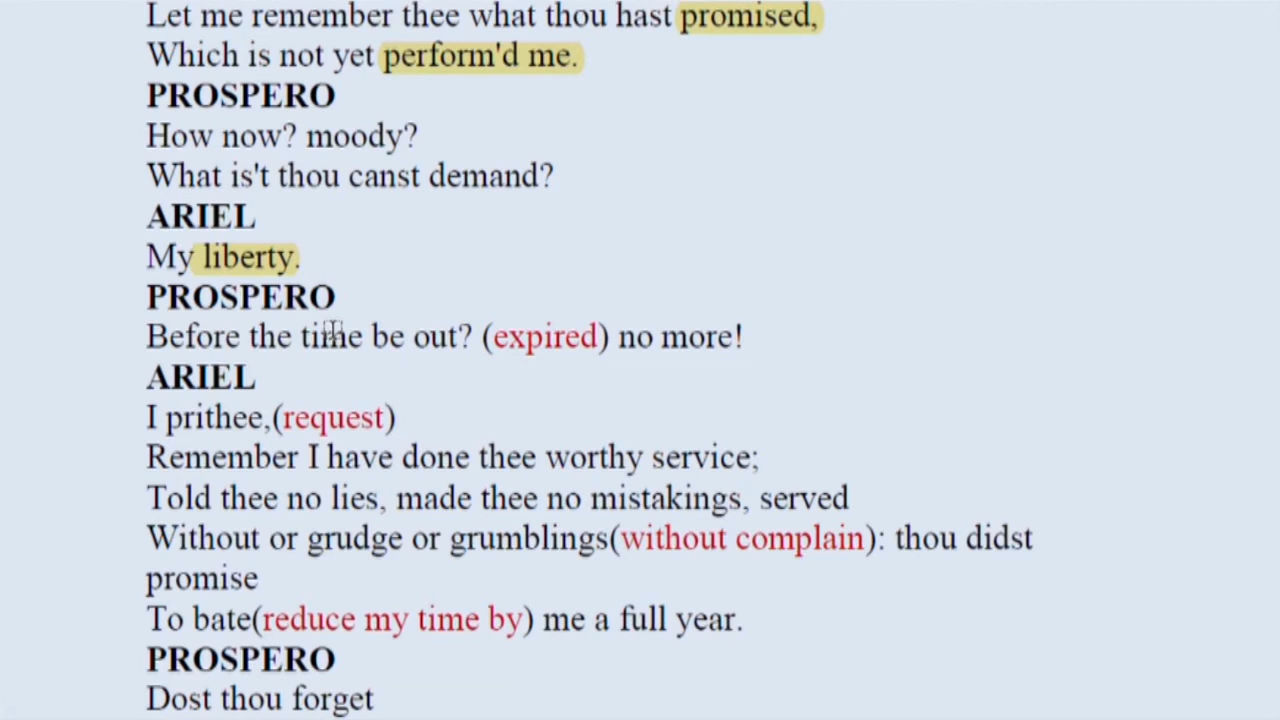 Let me remember thee what thou hast promised,
Which is not yet perform'd me.
PROSPERO
How now? moody?
What is't thou canst demand?
ARIEL
My liberty.
PROSPERO
Before the time be out? (expired) no more!
ARIEL
I prithee,(request)
Remember I have done thee worthy service;
Told thee no lies, made thee no mistakings, served
Without or grudge or grumblings(without complain): thou didst
promise
To bate(reduce my time by) me a full year.
PROSPERO
Dost thou forget